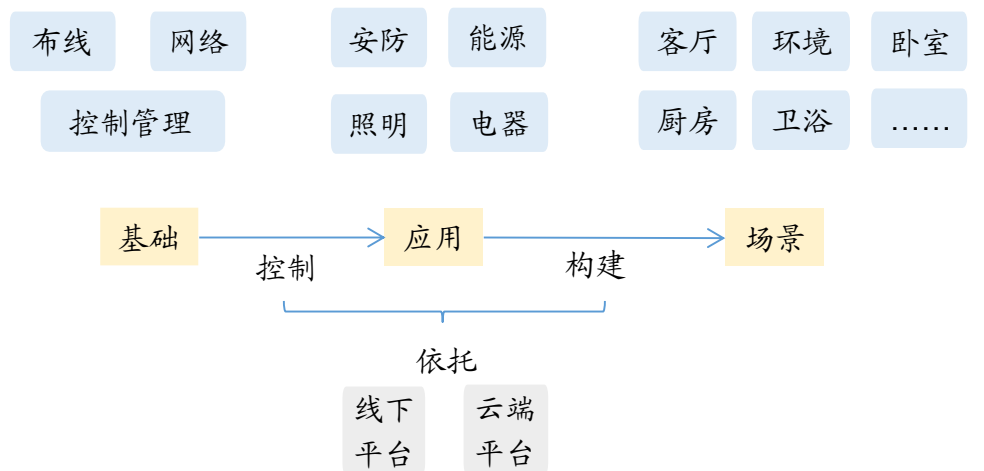 布线 网络 安防 能源 客厅 环境 卧室
控制管理 照明 电器 厨房 卫浴 ……
基础 应用 场景
控制 构建
依托
线下 云端
平台 平台